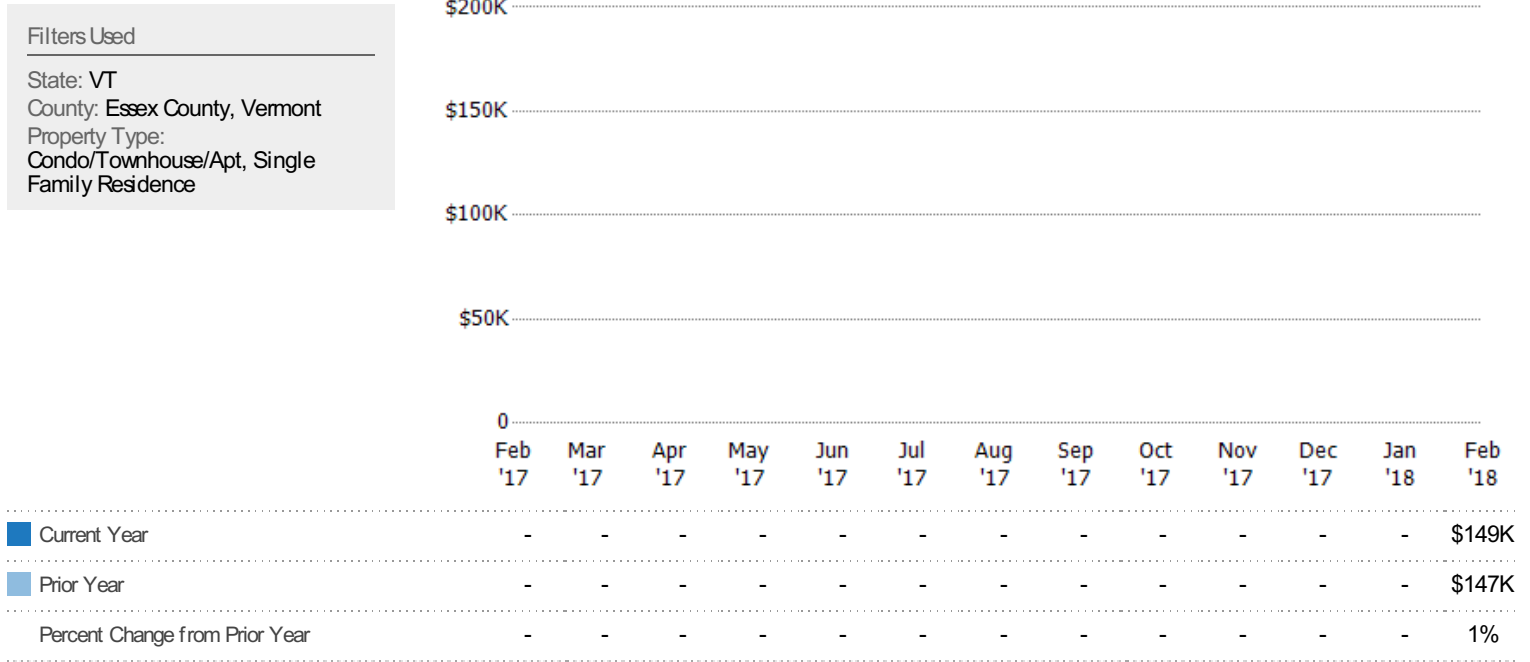 Filters Used
State: VT
County: Essex County, Vermont
Property Type:
Condo/Townhouse/Apt, Single
Family Residence
$200K
$150K
$100K
$50K
0
Feb Mar Apr May Jun Jul Aug Sep Oct Nov Dec Jan Feb
'17 '17 '17 '17 '17 '17 '17 '17 '17 '17 '17 '18 '18
Current Year - - - - - - - - - - - - $149K
Prior Year - - - - - - - - - - - - $147K
Percent Change from Prior Year - - - - - - - - - - - - 1%